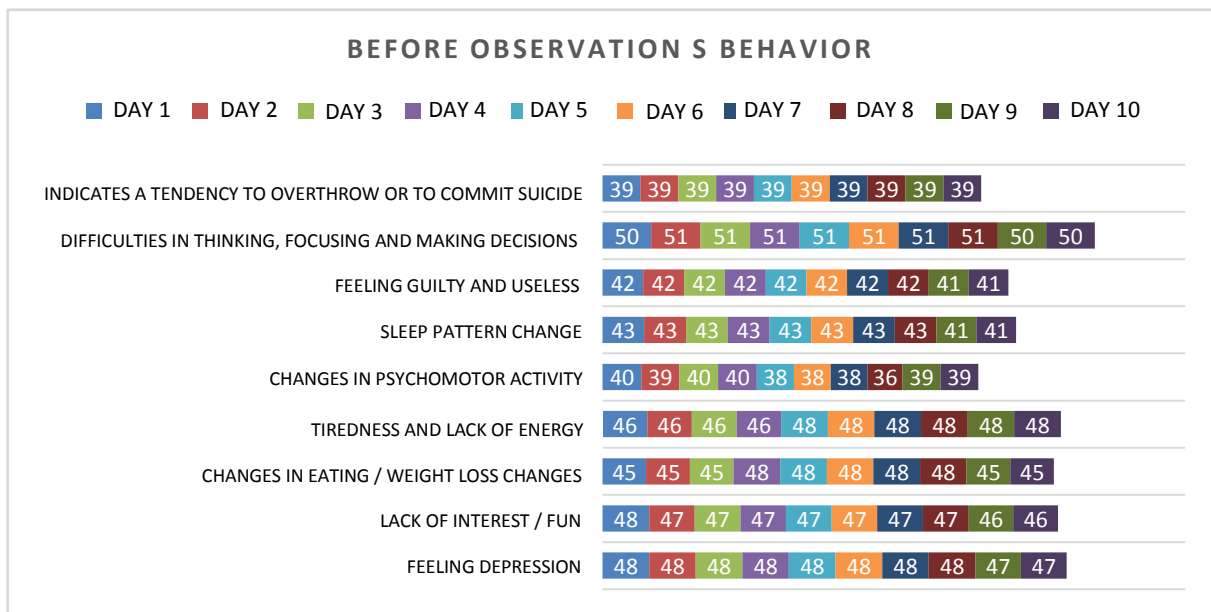 BEFORE OBSERVATION S BEHAVIOR
DAY 1 DAY 2 DAY 3 DAY 4 DAY 5 DAY 6 DAY 7 DAY 8 DAY 9 DAY 10
INDICATES A TENDENCY TO OVERTHROW OR TO COMMIT SUICIDE 39 39 39 39 39 39 39 39 39 39
DIFFICULTIES IN THINKING, FOCUSING AND MAKING DECISIONS 50 51 51 51 51 51 51 51 50 50
FEELING GUILTY AND USELESS 42 42 42 42 42 42 42 42 41 41
SLEEP PATTERN CHANGE 43 43 43 43 43 43 43 43 41 41
CHANGES IN PSYCHOMOTOR ACTIVITY 40 39 40 40 38 38 38 36 39 39
TIREDNESS AND LACK OF ENERGY 46 46 46 46 48 48 48 48 48 48
CHANGES IN EATING / WEIGHT LOSS CHANGES 45 45 45 48 48 48 48 48 45 45
LACK OF INTEREST / FUN 48 47 47 47 47 47 47 47 46 46
FEELING DEPRESSION 48 48 48 48 48 48 48 48 47 47